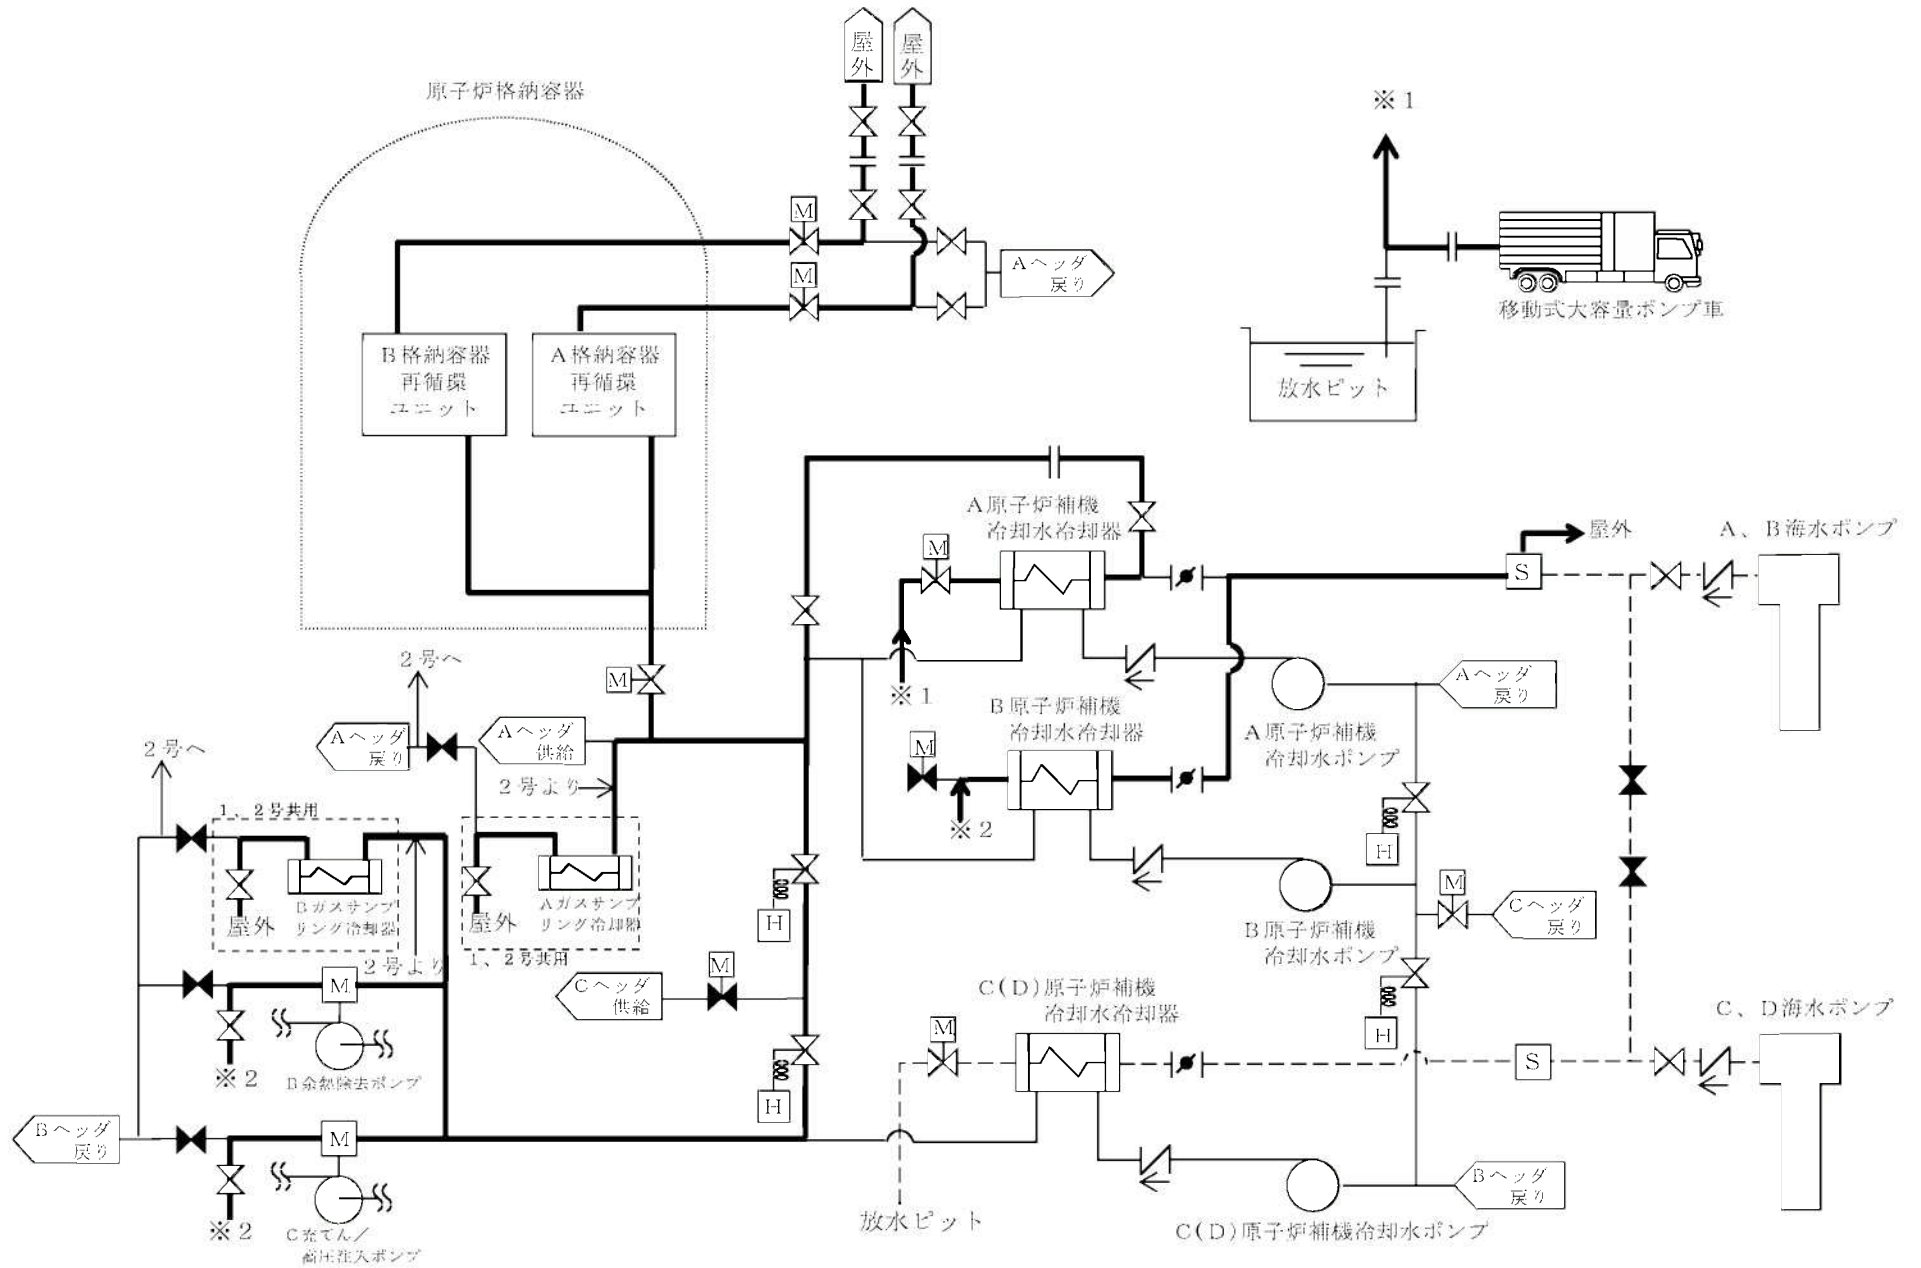 屋
外
屋
外
原子炉格納容器
※1
M
M
Aヘッダ
戻り
移動式大容量ポンプ車
放水ピット
B格納容器
再循環
ユニット
A格納容器
再循環
ユニット
A原子炉補機
冷却水冷却器
M
※1
屋外
S
A、B海水ポンプ
2号へ
M
B原子炉補機
冷却水冷却器
M
※2
Aヘッダ
戻り
A原子炉補機
冷却水ポンプ
Aヘッダ
戻り
Aヘッダ
供給
2号より
2号へ
1、2号共用
屋外
Bガスサンプ
リング冷却器
2号より
屋外
Aガスサンプ
リング冷却器
1、2号共用
H
H
M
Cヘッダ
戻り
B原子炉補機
冷却水ポンプ
H
M
Cヘッダ
供給
M
※2
B余熱除去ポンプ
C(D)原子炉補機
冷却水冷却器
M
S
C、D海水ポンプ
H
H
Bヘッダ
戻り
M
※2
C充てん/
高圧注入ポンプ
放水ピット
Bヘッダ
戻り
C(D)原子炉補機冷却水ポンプ